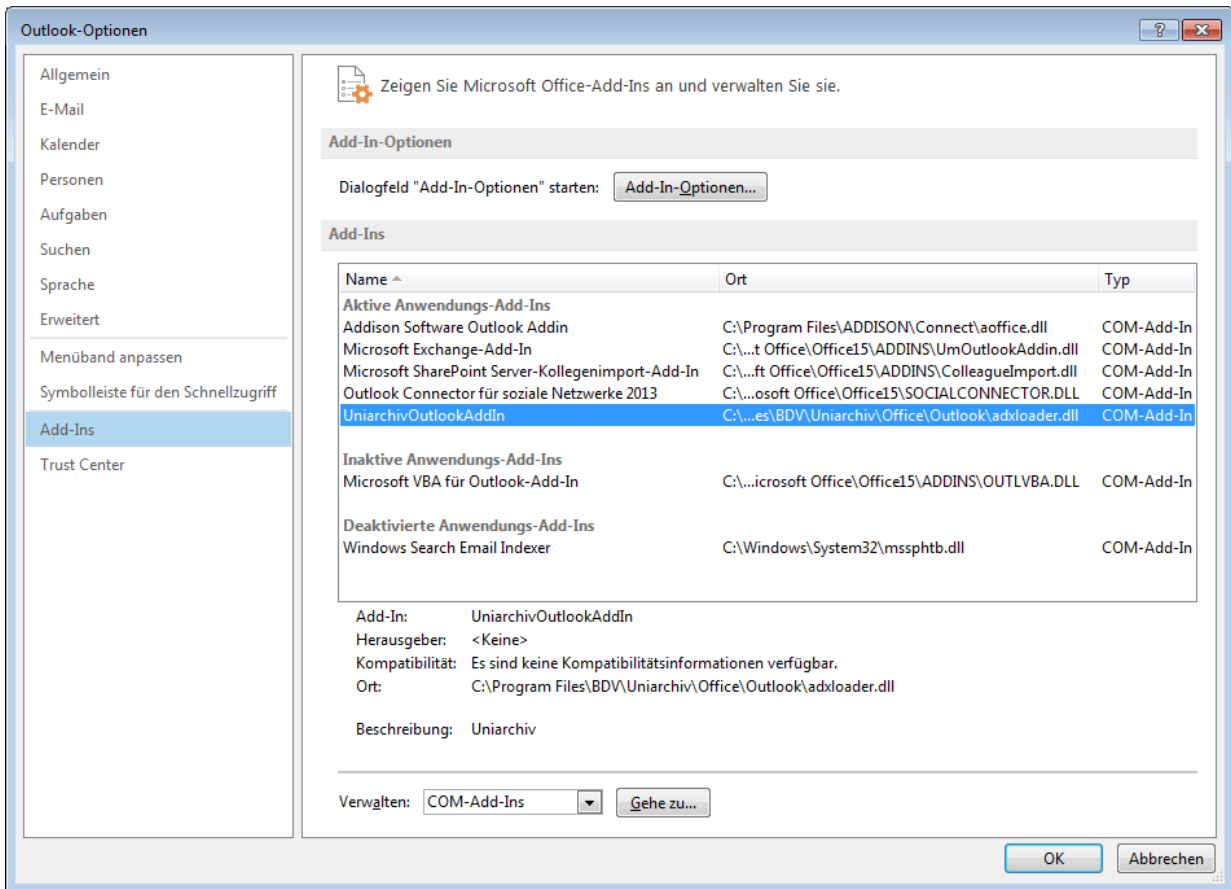 Outlook-Optionen
Allgemein
E-Mail
Kalender
Personen
Aufgaben
Suchen
Sprache
Erweitert
Menüband anpassen
Symbolleiste für den Schnellzugriff
Add-Ins
Trust Center
Zeigen Sie Microsoft Office-Add-Ins an und verwalten Sie sie.
Add-In-Optionen
Dialogfeld "Add-In-Optionen" starten: Add-In-Optionen...
Add-Ins
Name Ort Typ
Aktive Anwendungs-Add-Ins
Addison Software Outlook Addin C:\Program Files\ADDISON\Connect\aoffice.dll COM-Add-In
Microsoft Exchange-Add-In C:\...t Office\Office15\ADDINS\UmOutlookAddin.dll COM-Add-In
Microsoft SharePoint Server-Kollegenimport-Add-In C:\...ft Office\Office15\ADDINS\ColleagueImport.dll COM-Add-In
Outlook Connector für soziale Netzwerke 2013 C:\...osoft Office\Office15\SOCIALCONNECTOR.DLL COM-Add-In
UniarchivOutlookAddIn C:\...es\BDV\Uniarchiv\Office\Outlook\adxloader.dll COM-Add-In
Inaktive Anwendungs-Add-Ins
Microsoft VBA für Outlook-Add-In C:\...icrosoft Office\Office15\ADDINS\OUTLVBA.DLL COM-Add-In
Deaktivierte Anwendungs-Add-Ins
Windows Search Email Indexer C:\Windows\System32\mssphtb.dll COM-Add-In
Add-In: UniarchivOutlookAddIn
Herausgeber: <Keine>
Kompatibilität: Es sind keine Kompatibilitätsinformationen verfügbar.
Ort: C:\Program Files\BDV\Uniarchiv\Office\Outlook\adxloader.dll
Beschreibung: Uniarchiv
Verwalten: COM-Add-Ins Gehe zu...
OK Abbrechen